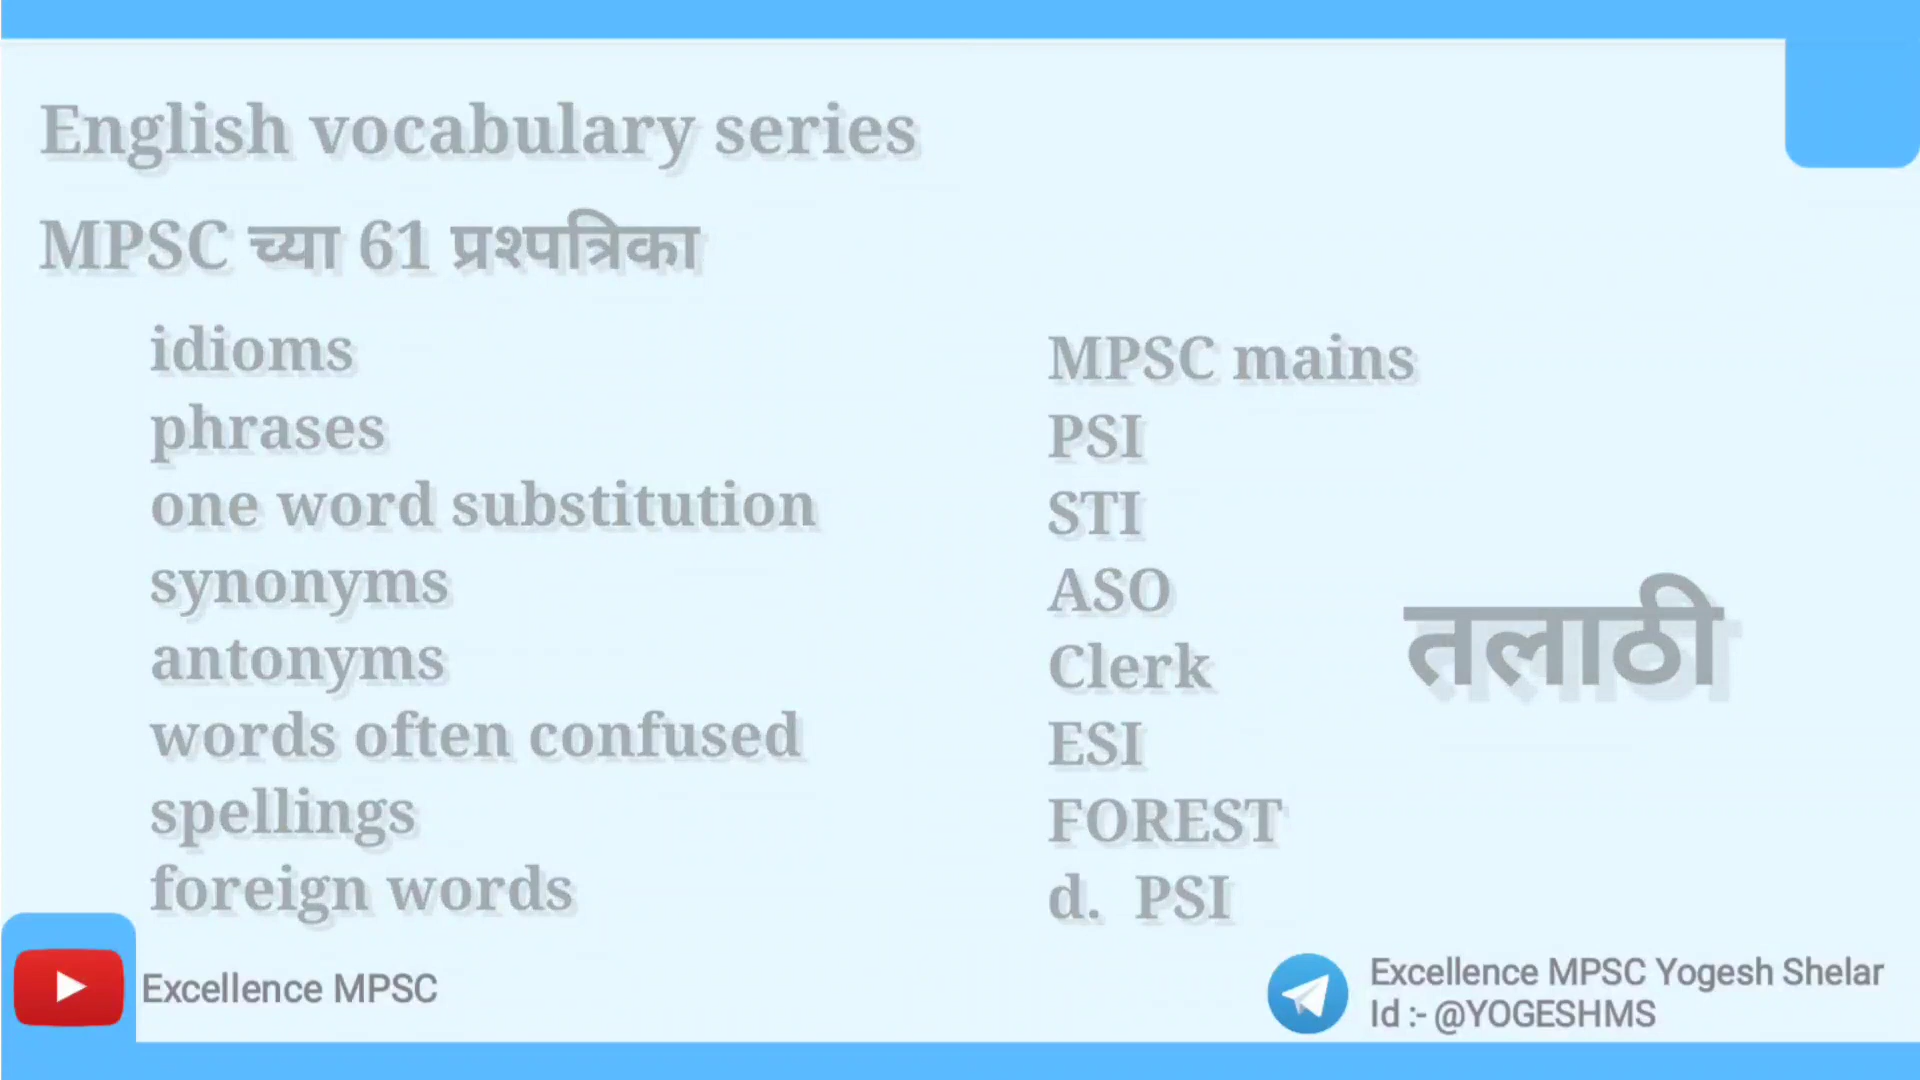 English vocabulary series
MPSC च्या 61 प्रश्पत्रिका
idioms
phrases
one word substitution
synonyms
antonyms
words often confused
spellings
foreign words
MPSC mains
PSI
STI
ASO
Clerk
ESI
FOREST
d. PSI
तलाठी
Excellence MPSC
Excellence MPSC Yogesh Shelar
Id :- @YOGESHMS